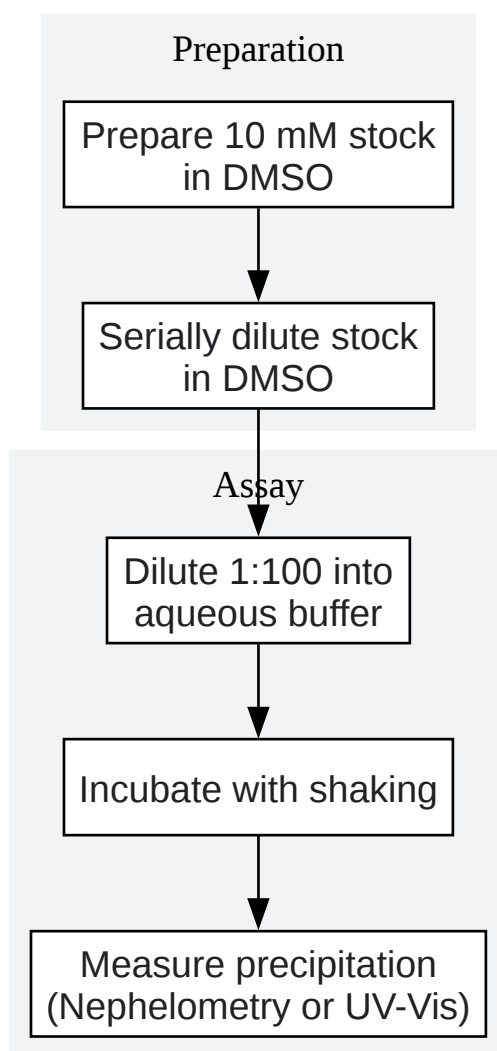 Preparation
Prepare 10 mM stock
in DMSO
Serially dilute stock
in DMSO
Assay
Dilute 1:100 into
aqueous buffer
Incubate with shaking
Measure precipitation
(Nephelometry or UV-Vis)